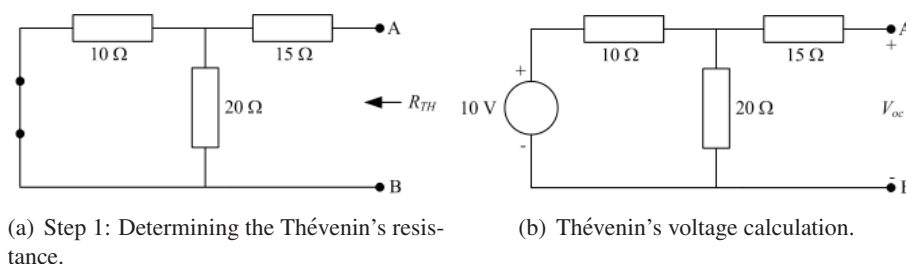 10 Ω
15 Ω
A
20 Ω
R_TH
B
(a) Step 1: Determining the Thévenin's resis-
tance.
10 Ω
15 Ω
A
+
+
10 V
-
20 Ω
V_oc
-
B
(b) Thévenin's voltage calculation.